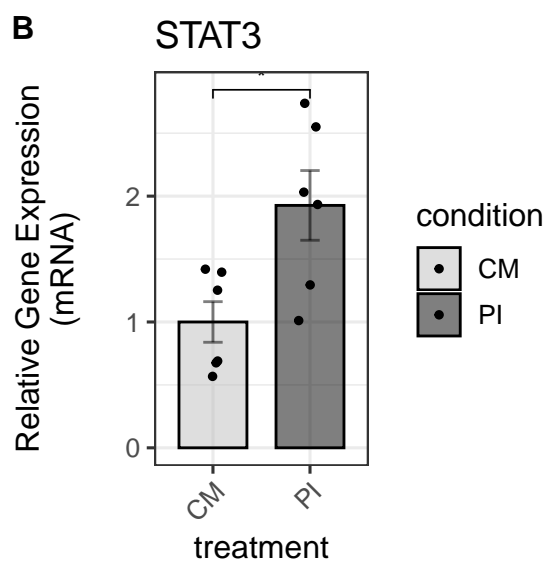 B
STAT3
*
Relative Gene Expression
(mRNA)
2
1
0
CM
PI
treatment
condition
CM
PI